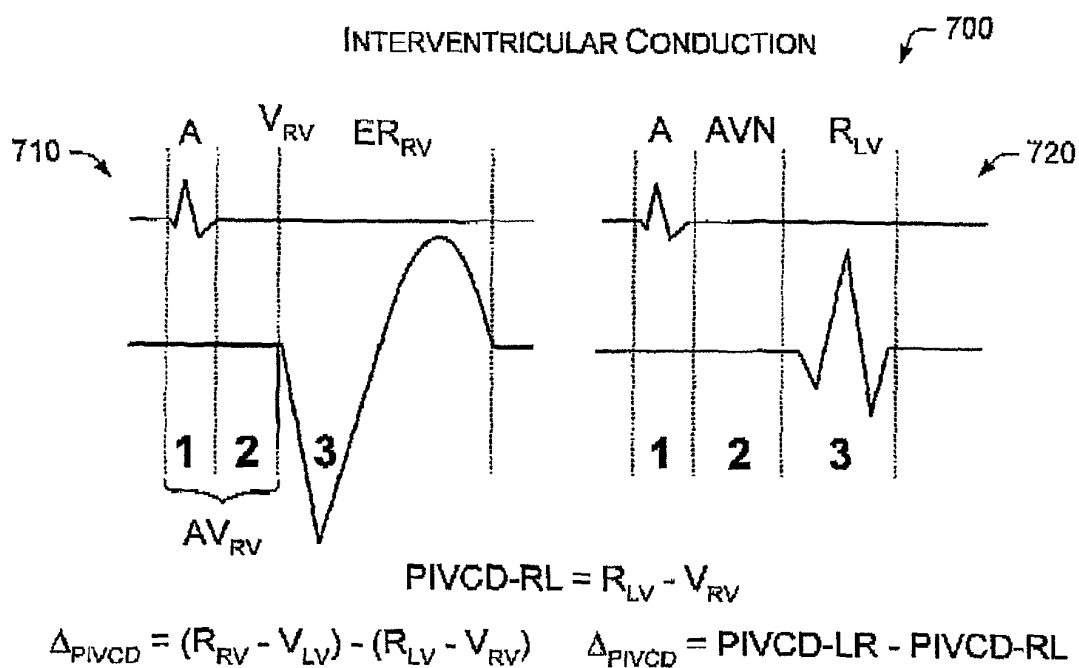 INTERVENTRICULAR CONDUCTION
700
A V_RV ER_RV A AVN R_LV
710 720
1 2 3 1 2 3
AV_RV
PIVCD-RL = R_LV - V_RV
Δ_PIVCD = (R_RV - V_LV) - (R_LV - V_RV) Δ_PIVCD = PIVCD-LR - PIVCD-RL